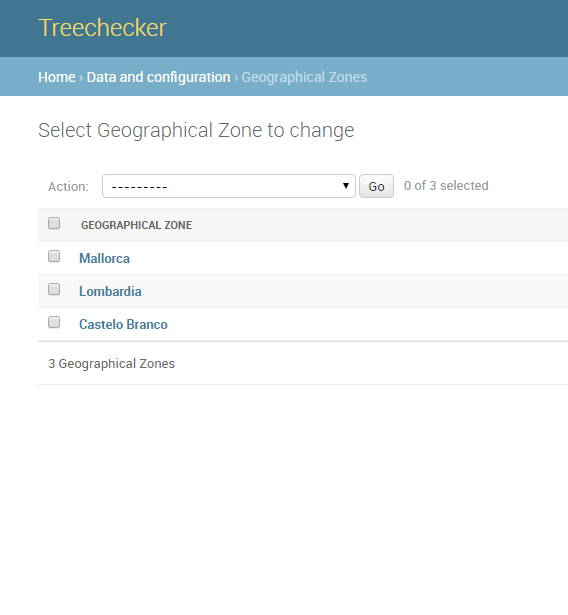 Treechecker
Home › Data and configuration › Geographical Zones
Select Geographical Zone to change
Action: --------- Go 0 of 3 selected
GEOGRAPHICAL ZONE
Mallorca
Lombardia
Castelo Branco
3 Geographical Zones